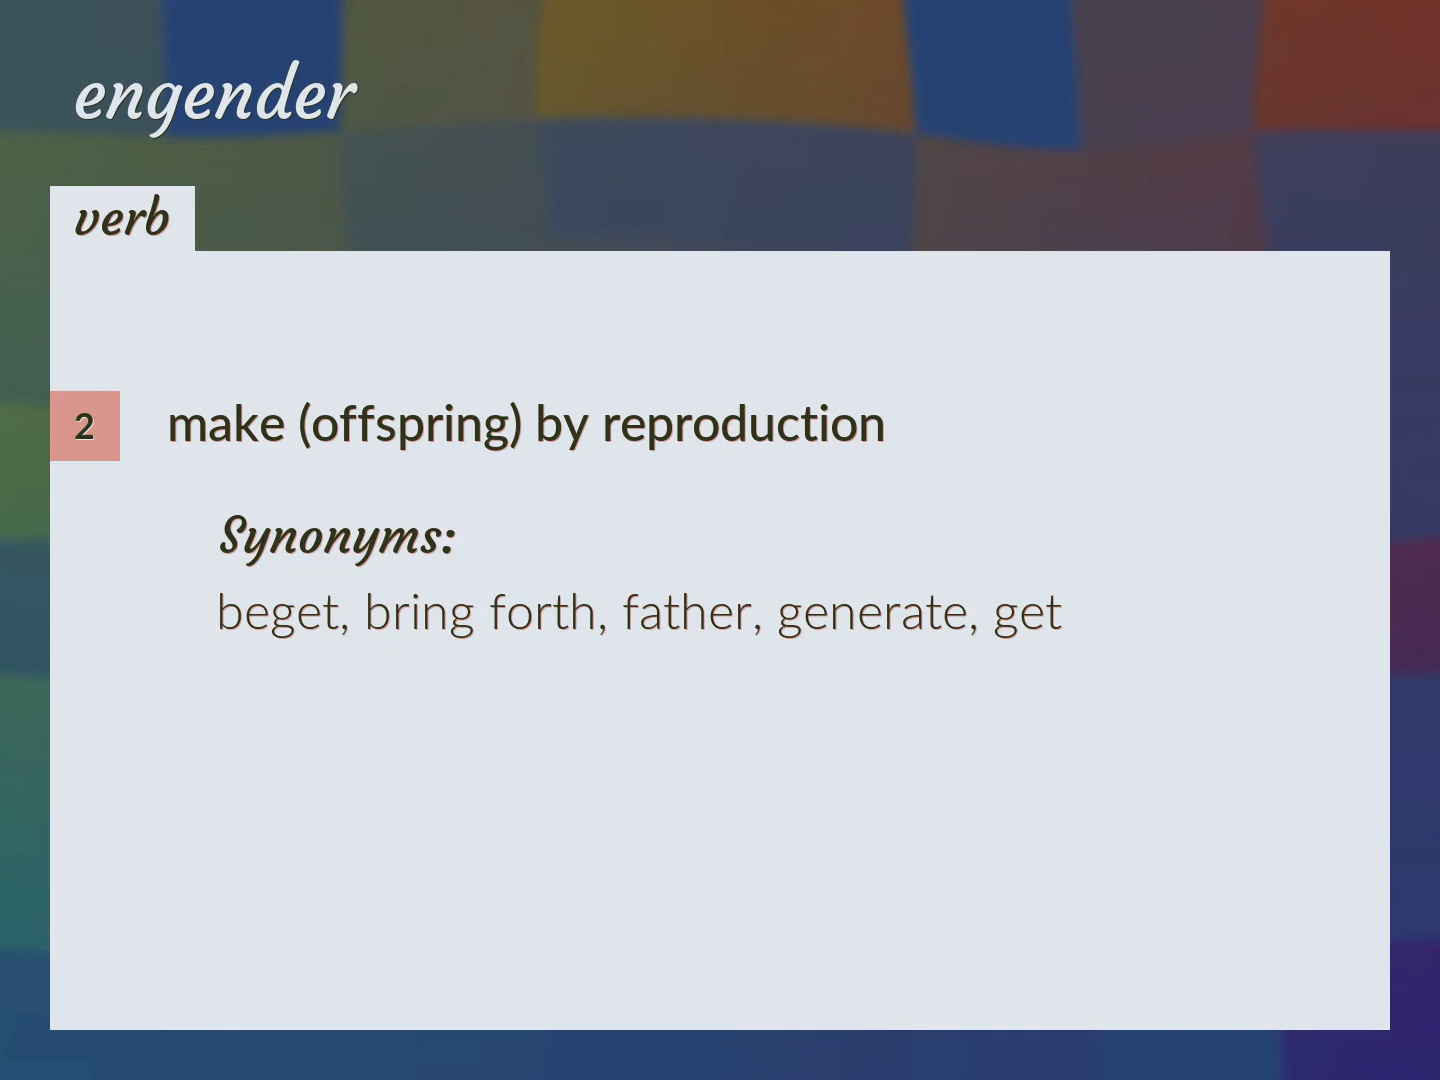 engender
verb
2 make (offspring) by reproduction
Synonyms:
beget, bring forth, father, generate, get